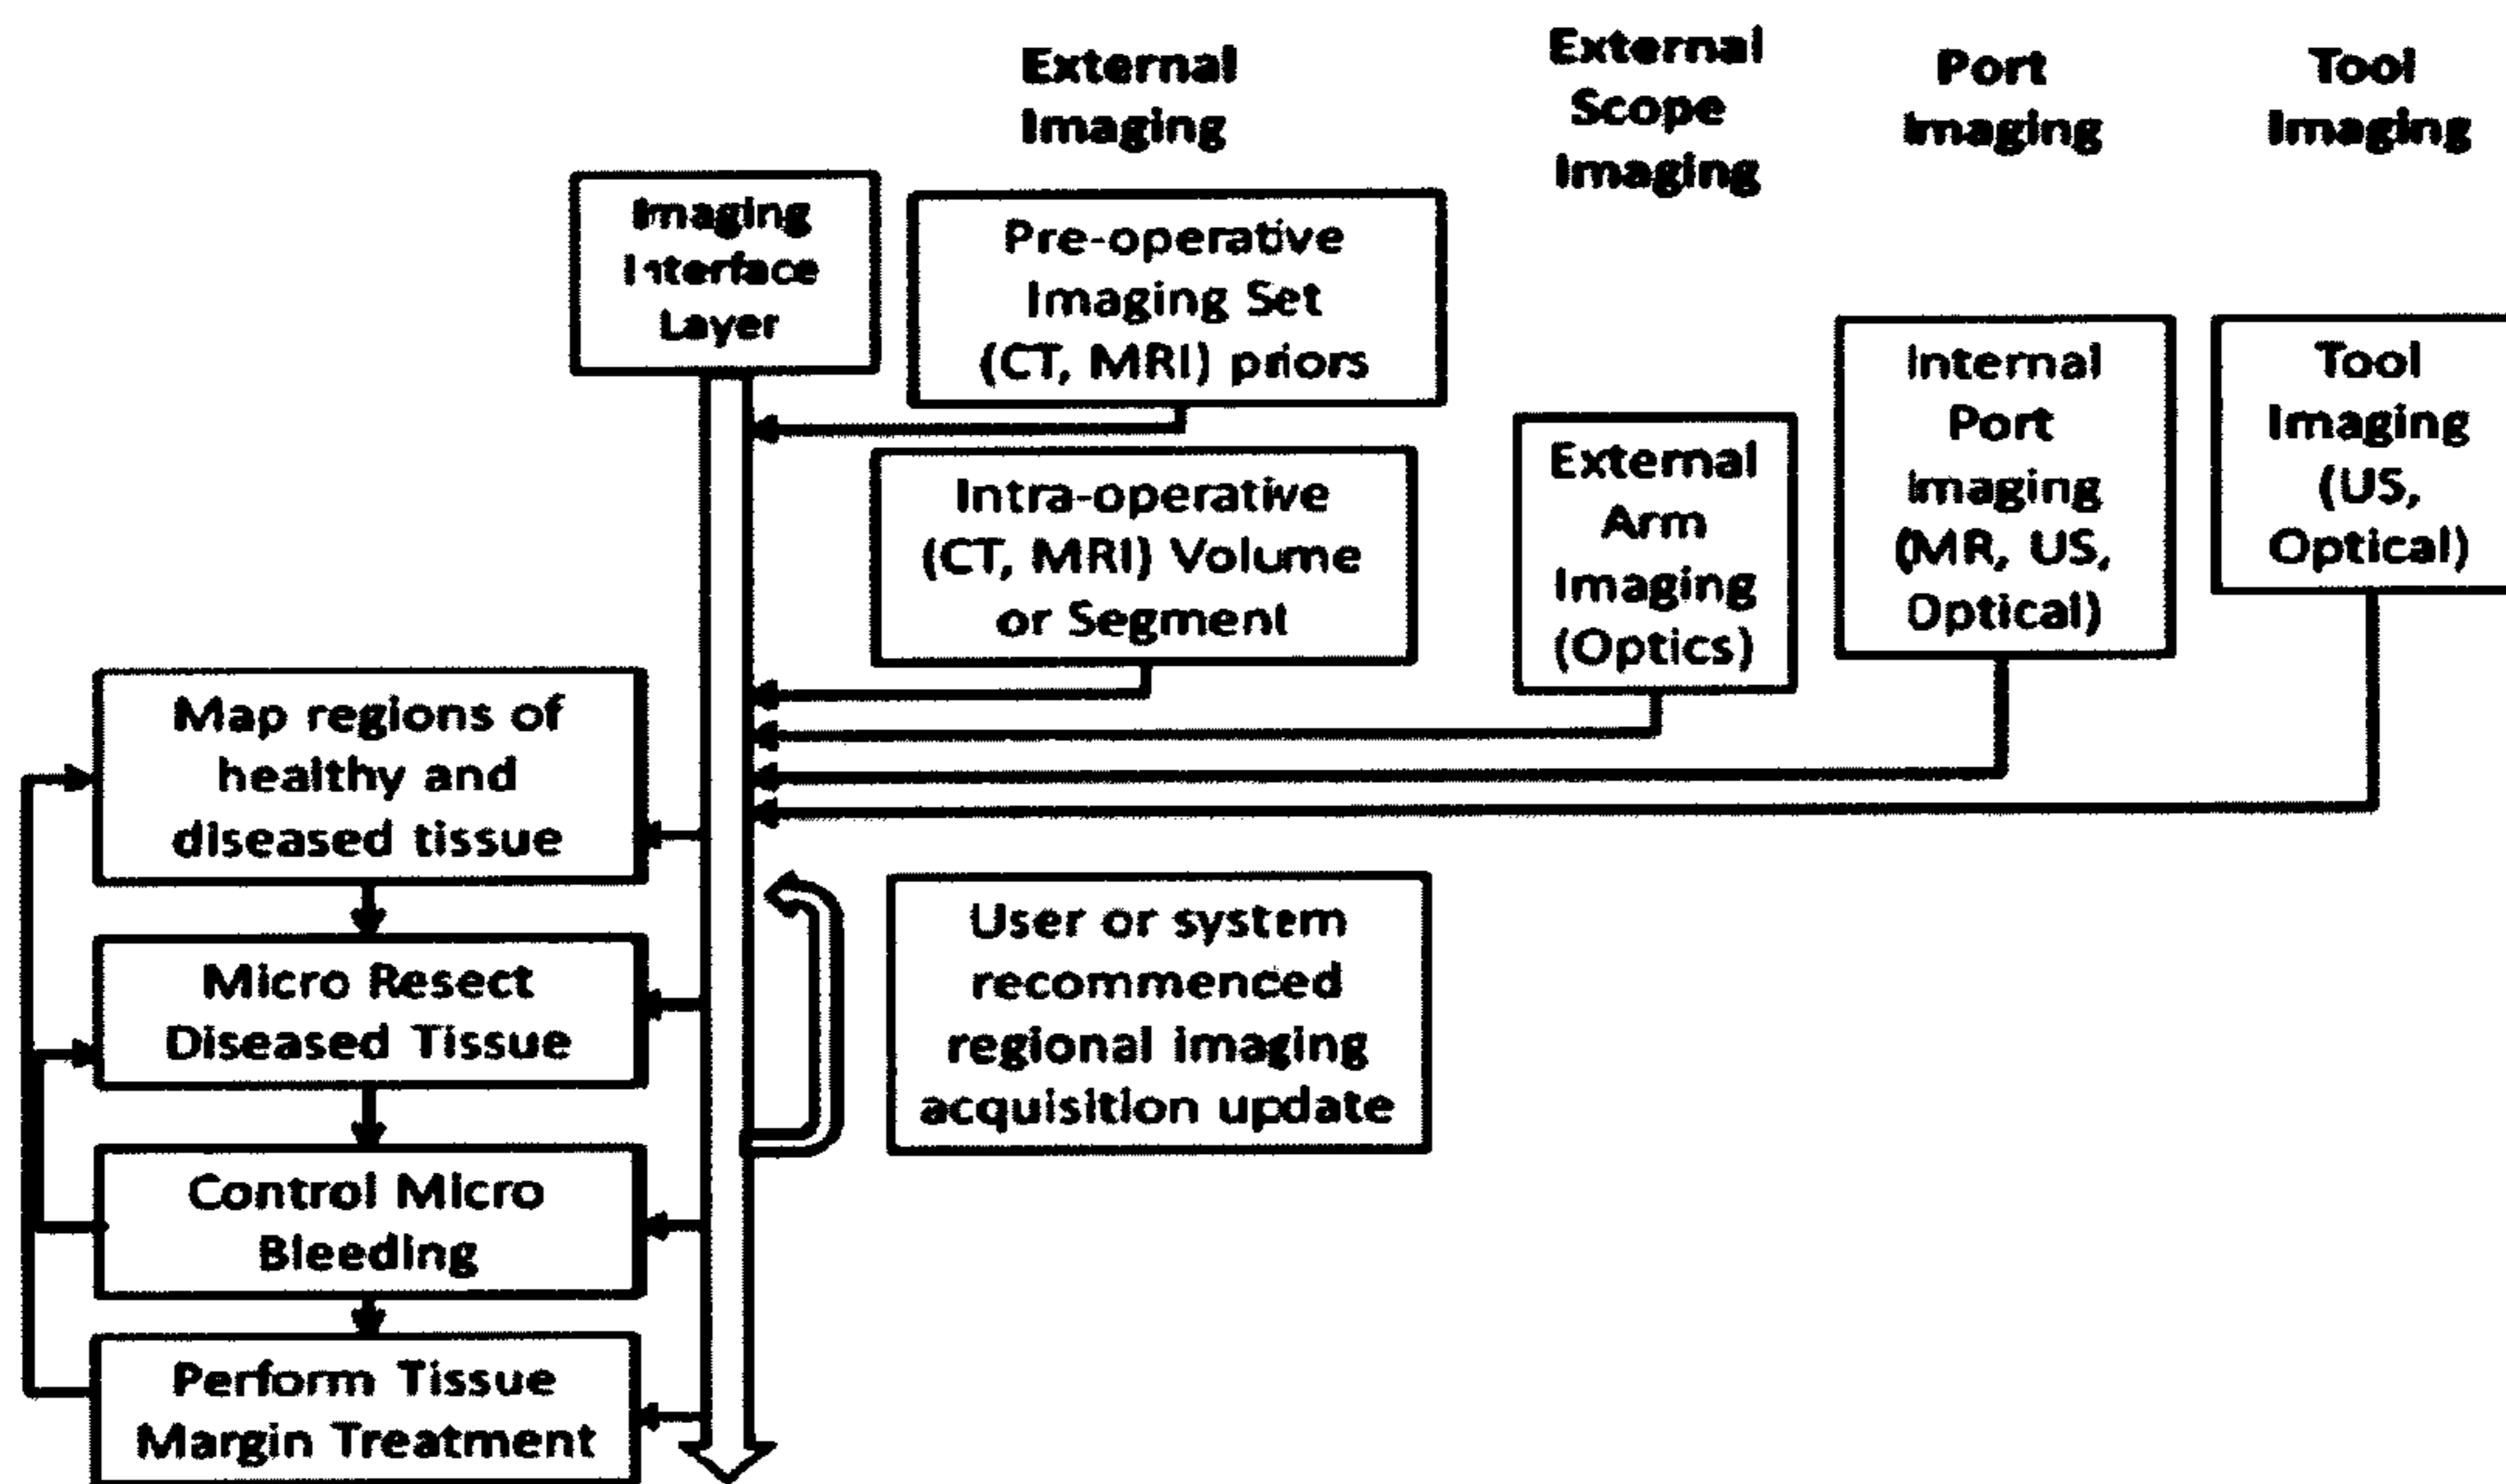 External
Imaging
External
Scope
Imaging
Port
Imaging
Tool
Imaging
Imaging
Interface
Layer
Pre-operative
Imaging Set
(CT, MRI) priors
Intra-operative
(CT, MRI) Volume
or Segment
External
Arm
Imaging
(Optics)
Internal
Port
Imaging
(MR, US,
Optical)
Tool
Imaging
(US,
Optical)
Map regions of
healthy and
diseased tissue
Micro Resect
Diseased Tissue
Control Micro
Bleeding
Perform Tissue
Margin Treatment
User or system
recommenced
regional imaging
acquisition update